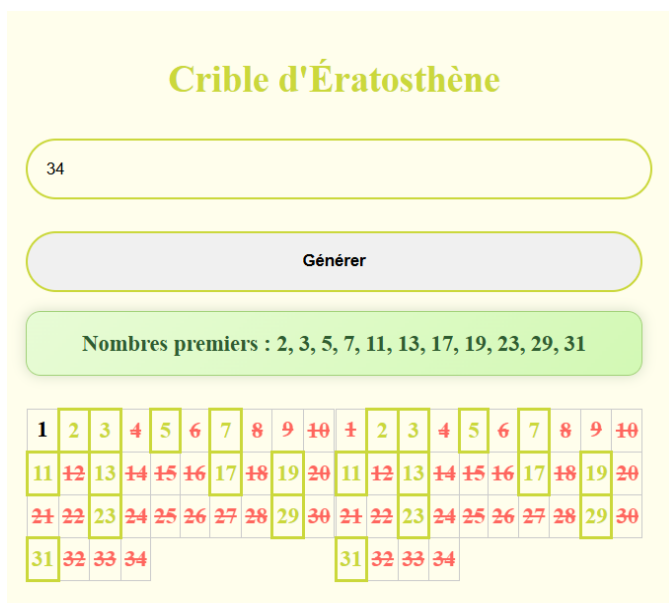 Crible d'Ératosthène
34
Générer
Nombres premiers : 2, 3, 5, 7, 11, 13, 17, 19, 23, 29, 31
1 2 3 4 5 6 7 8 9 10 1 2 3 4 5 6 7 8 9 10
11 12 13 14 15 16 17 18 19 20 11 12 13 14 15 16 17 18 19 20
21 22 23 24 25 26 27 28 29 30 21 22 23 24 25 26 27 28 29 30
31 32 33 34 31 32 33 34